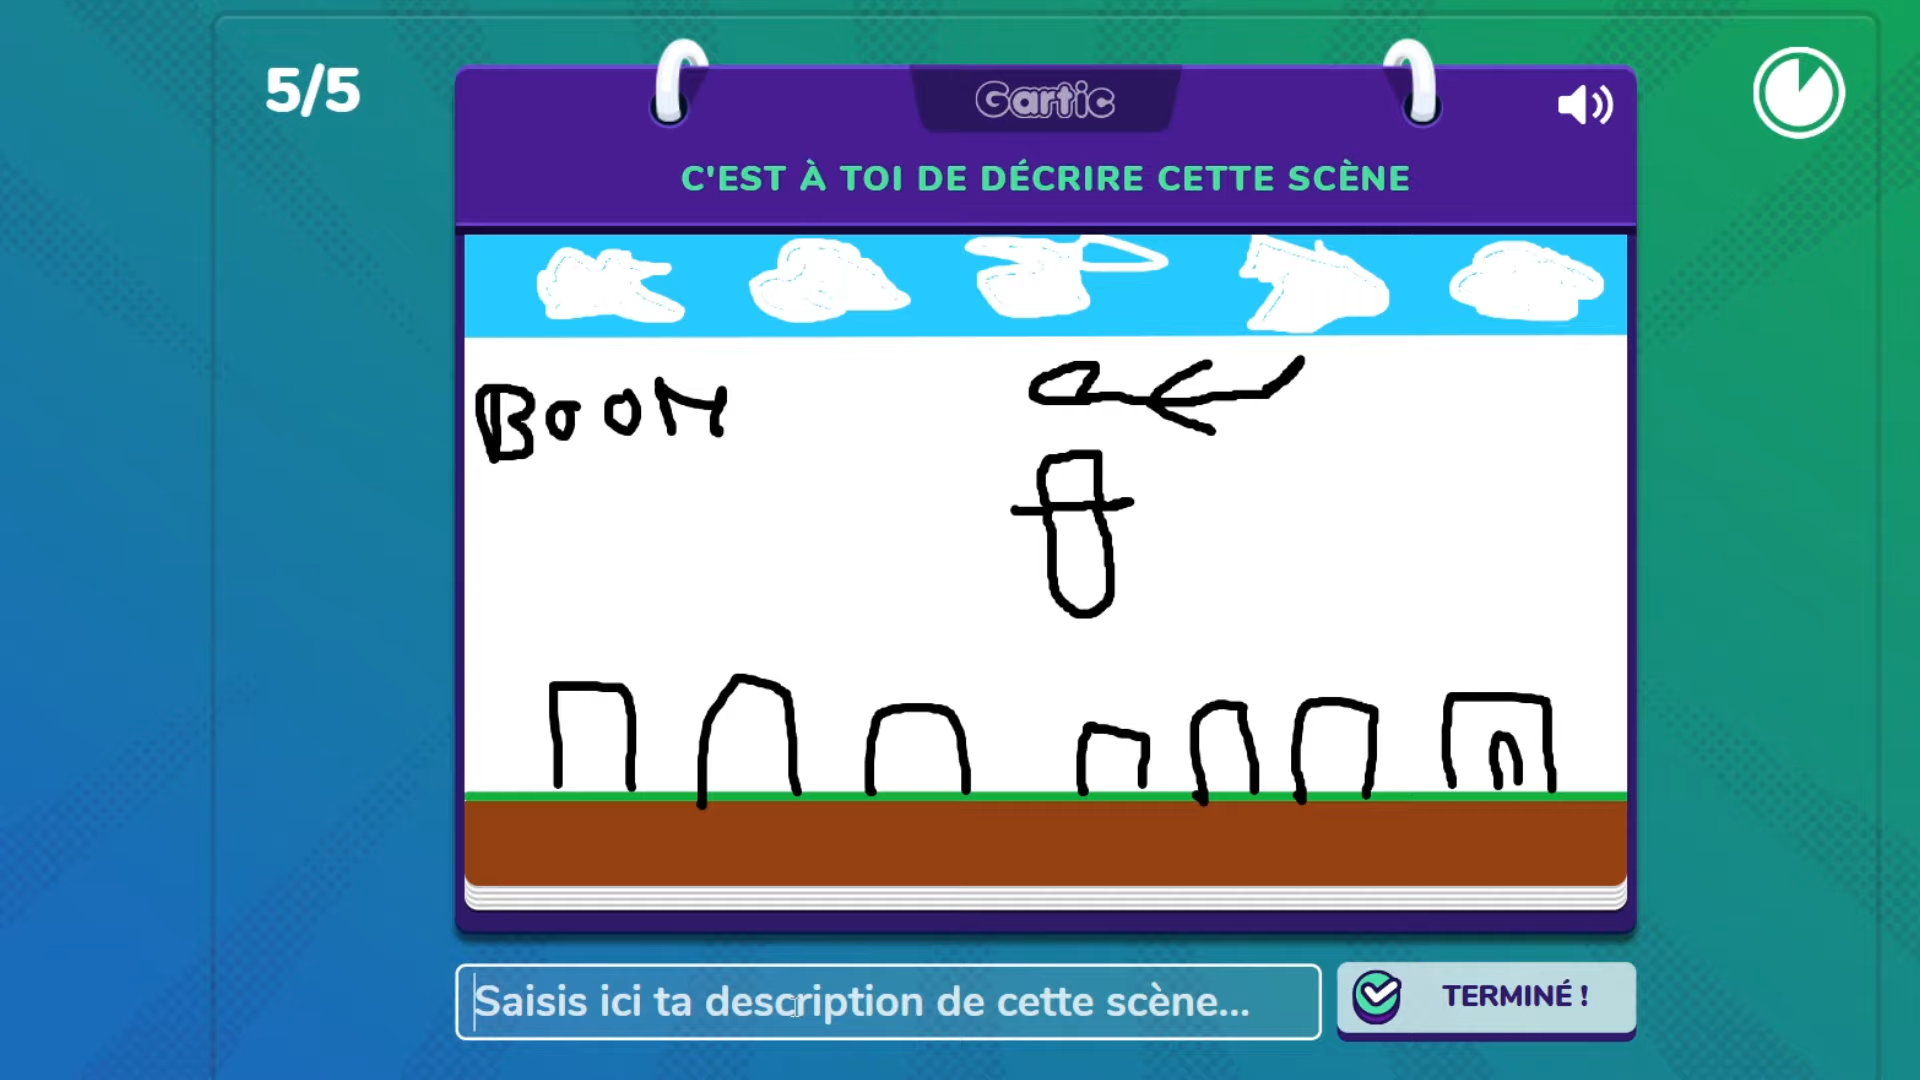 5/5
Gartic
C'EST À TOI DE DÉCRIRE CETTE SCÈNE
BOOM
Saisis ici ta description de cette scène...
TERMINÉ !